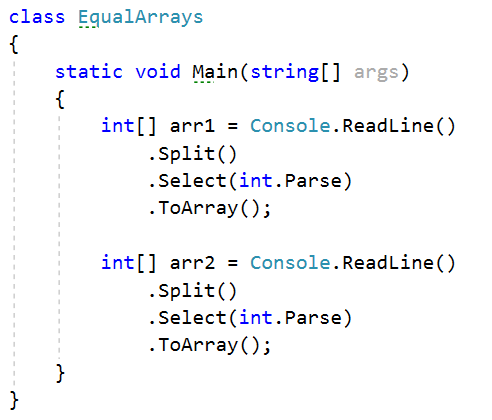 class EqualArrays
{
    static void Main(string[] args)
    {
        int[] arr1 = Console.ReadLine()
            .Split()
            .Select(int.Parse)
            .ToArray();

        int[] arr2 = Console.ReadLine()
            .Split()
            .Select(int.Parse)
            .ToArray();
    }
}